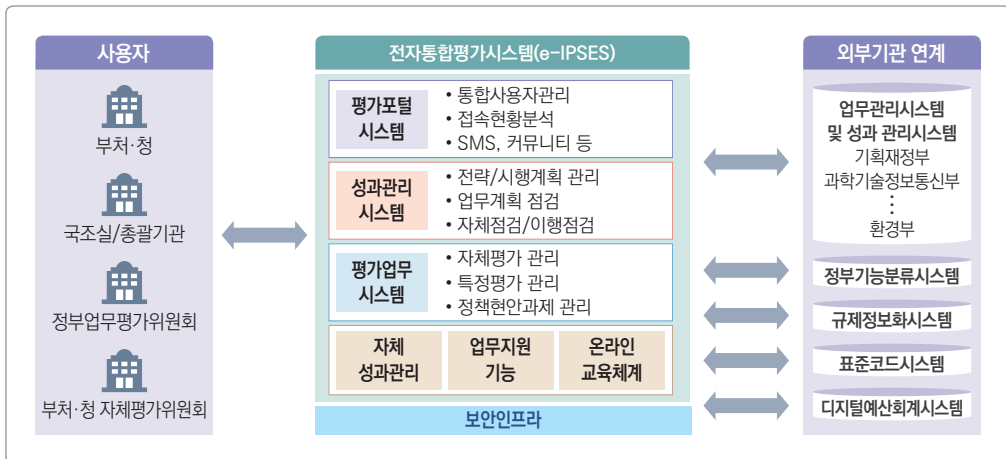 사용자
부처·청
국조실/총괄기관
정부업무평가위원회
부처·청 자체평가위원회
전자통합평가시스템(e-IPSES)
평가포털
시스템
• 통합사용자관리
• 접속현황분석
• SMS, 커뮤니티 등
성과관리
시스템
• 전략/시행계획 관리
• 업무계획 점검
• 자체점검/이행점검
평가업무
시스템
• 자체평가 관리
• 특정평가 관리
• 정책현안과제 관리
자체
성과관리
업무지원
기능
온라인
교육체계
보안인프라
외부기관 연계
업무관리시스템
및 성과 관리시스템
기획재정부
과학기술정보통신부
⋮
환경부
정부기능분류시스템
규제정보화시스템
표준코드시스템
디지털예산회계시스템